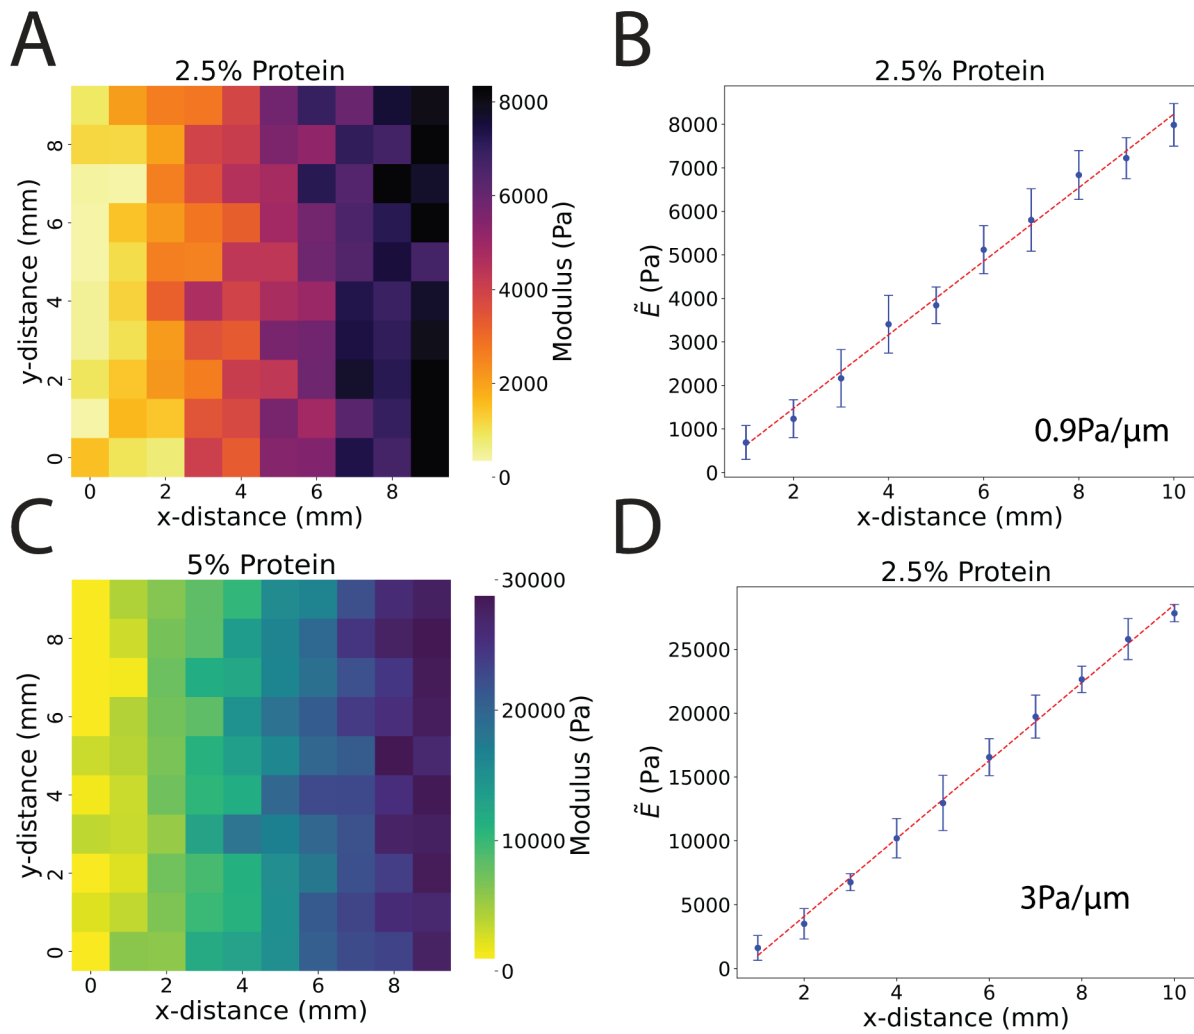 A
2.5% Protein
8
6
4
2
0
y-distance (mm)
0 2 4 6 8
x-distance (mm)
8000
6000
4000
2000
0
Modulus (Pa)
B
2.5% Protein
8000
7000
6000
5000
4000
3000
2000
1000
0
Ẽ (Pa)
0.9Pa/μm
2 4 6 8 10
x-distance (mm)
C
5% Protein
8
6
4
2
0
y-distance (mm)
0 2 4 6 8
x-distance (mm)
30000
20000
10000
0
Modulus (Pa)
D
2.5% Protein
25000
20000
15000
10000
5000
0
Ẽ (Pa)
3Pa/μm
2 4 6 8 10
x-distance (mm)